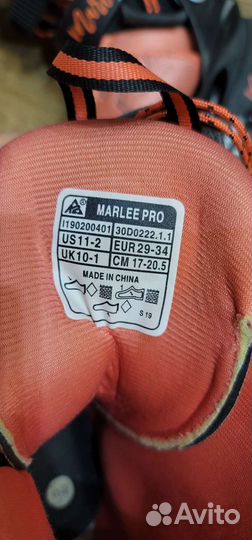 MARLEE PRO
I190200401 30D0222.1.1
US11-2 EUR 29-34
UK10-1 CM 17-20.5
MADE IN CHINA
S 19
Avito